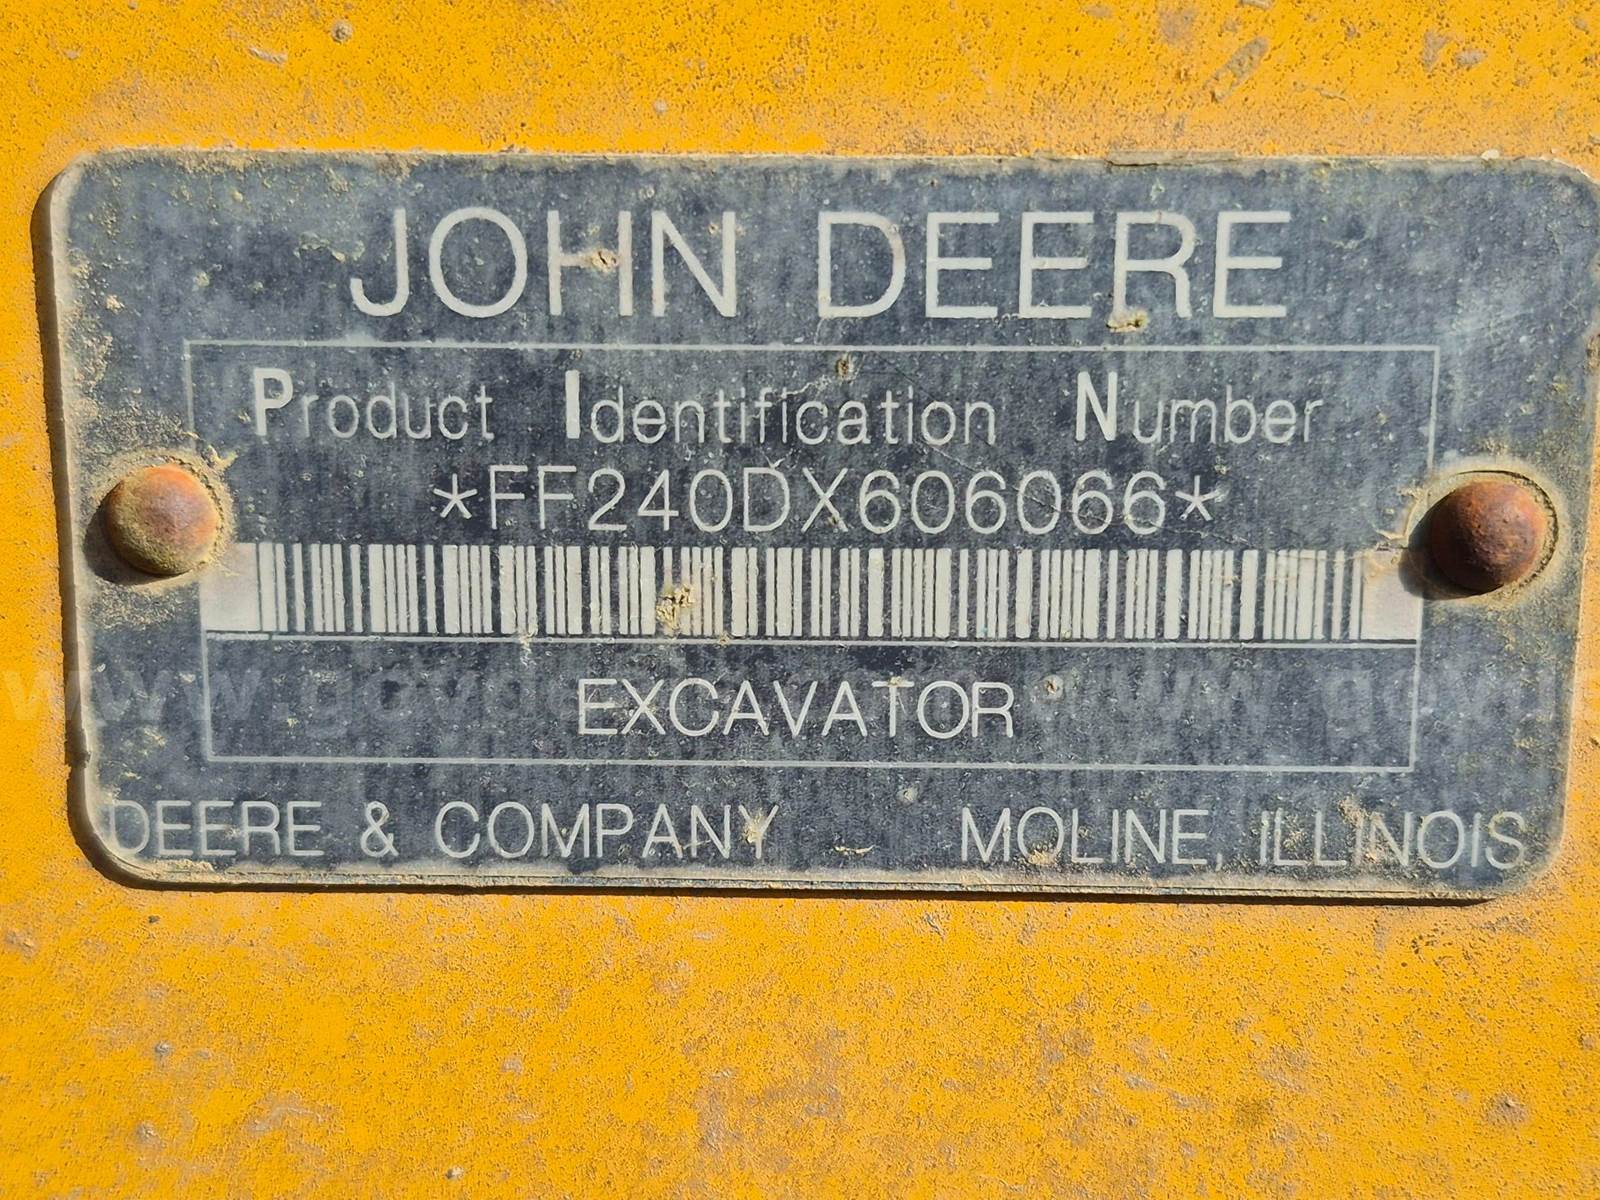 JOHN DEERE
Product Identification Number
*FF240DX606066*
EXCAVATOR
DEERE & COMPANY MOLINE, ILLINOIS